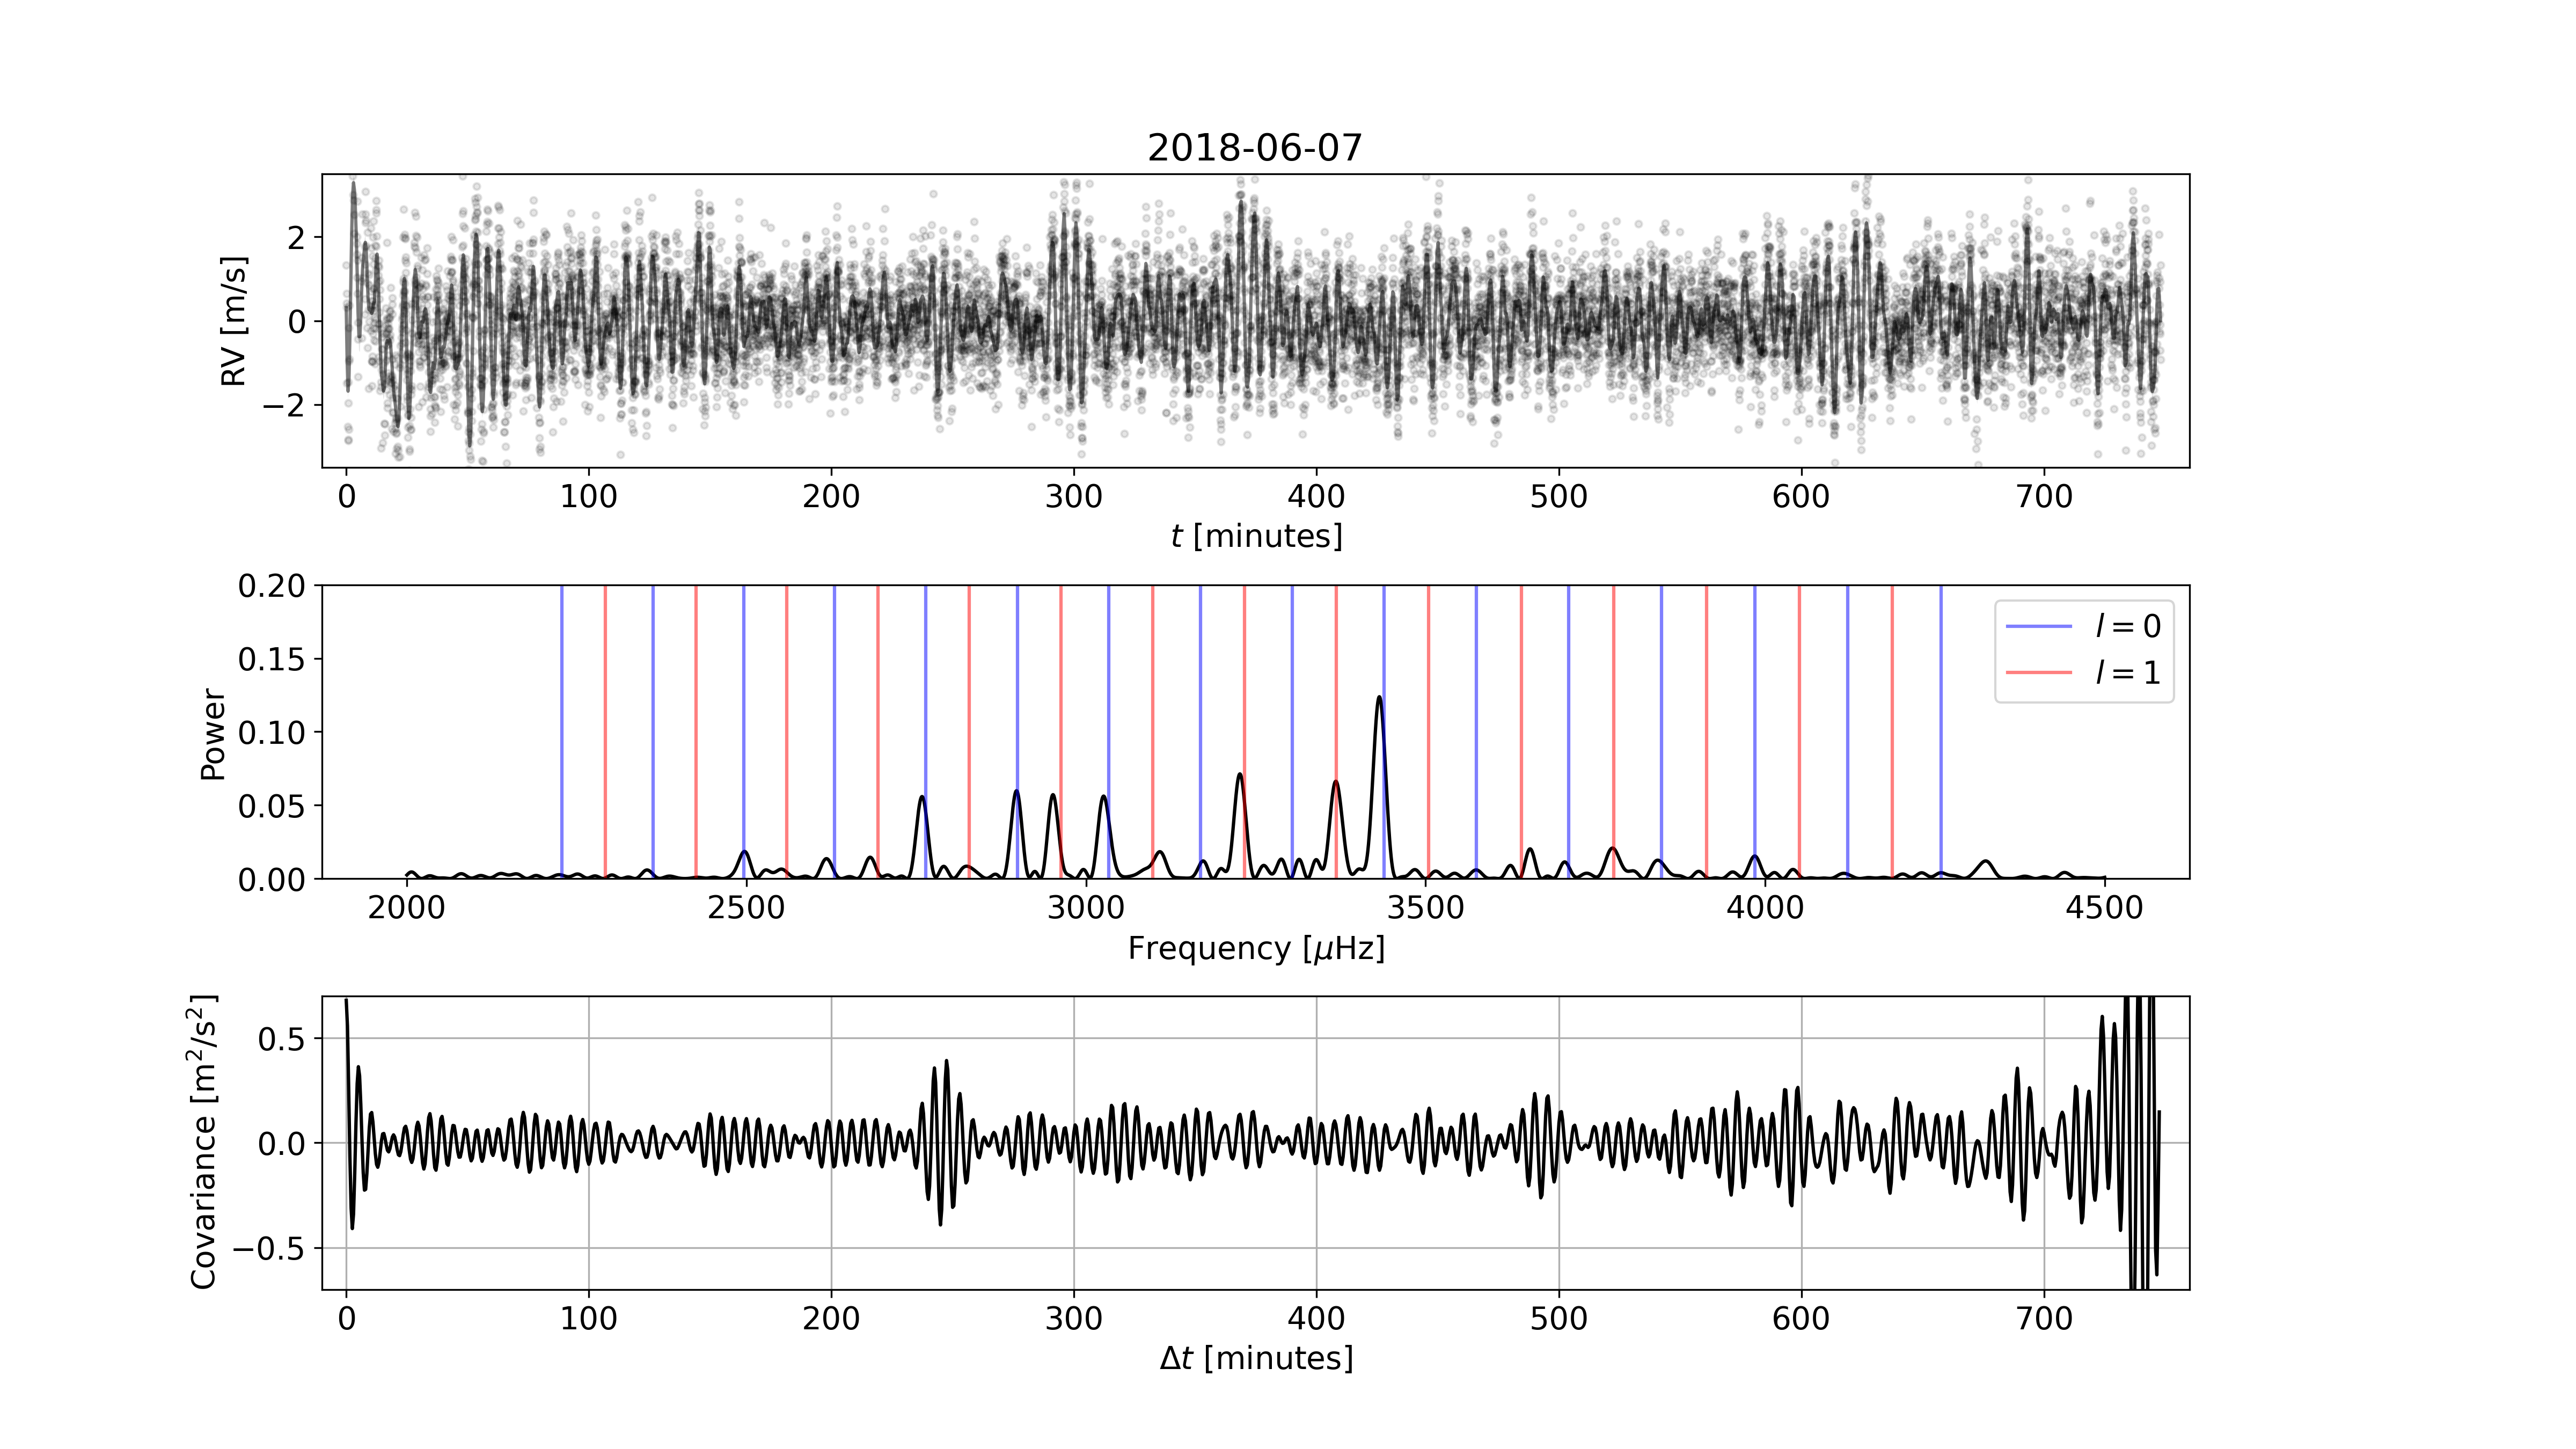 2018-06-07
RV [m/s]
2
0
−2
0 100 200 300 400 500 600 700
t [minutes]
Power
0.20
0.15
0.10
0.05
0.00
l = 0
l = 1
2000 2500 3000 3500 4000 4500
Frequency [μHz]
Covariance [m²/s²]
0.5
0.0
−0.5
0 100 200 300 400 500 600 700
Δt [minutes]